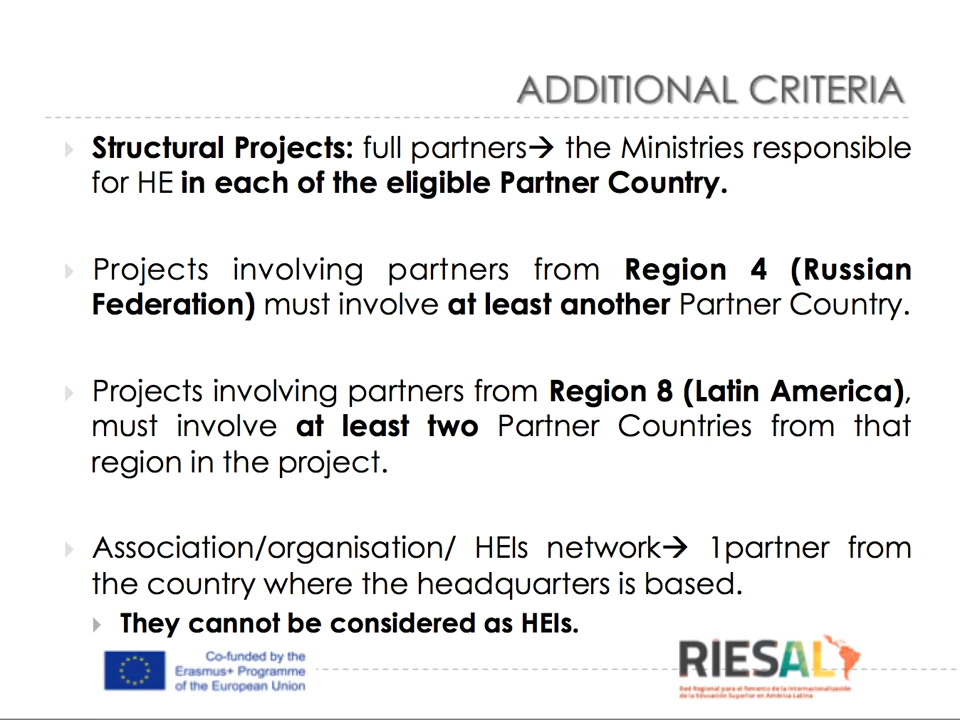 ADDITIONAL CRITERIA
Structural Projects: full partners→ the Ministries responsible
for HE in each of the eligible Partner Country.
Projects involving partners from Region 4 (Russian
Federation) must involve at least another Partner Country.
Projects involving partners from Region 8 (Latin America),
must involve at least two Partner Countries from that
region in the project.
Association/organisation/ HEIs network→ 1partner from
the country where the headquarters is based.
They cannot be considered as HEIs.
Co-funded by the
Erasmus+ Programme
of the European Union
RIESAL
Red Regional para el Fomento de la Internacionalización
de la Educación Superior en América Latina